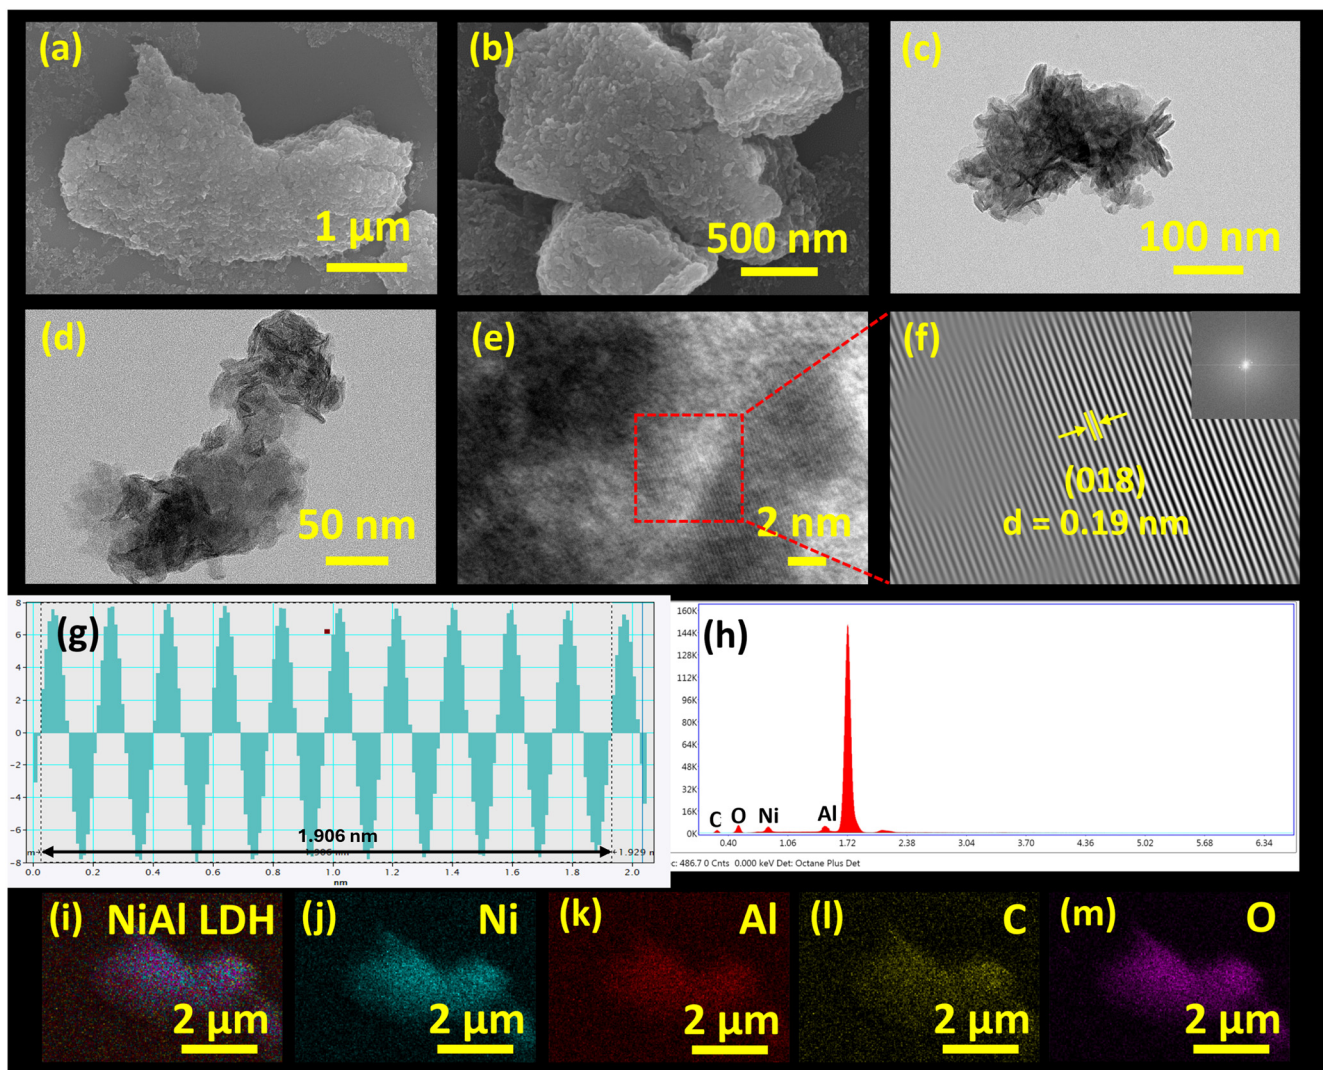 (a)
1 μm
(b)
500 nm
(c)
100 nm
(d)
50 nm
(e)
2 nm
(f)
(018)
d = 0.19 nm
(g)
8
6
4
2
0
−2
−4
−6
−8
1.906 nm
1.929 n
0.0 0.2 0.4 0.6 0.8 1.0 1.2 1.4 1.6 1.8 2.0
nm
(h)
160K
144K
128K
112K
96K
80K
64K
48K
32K
16K
0K
C O Ni Al
0.40 1.06 1.72 2.38 3.04 3.70 4.36 5.02 5.68 6.34
c: 486.7 0 Cnts 0.000 keV Det: Octane Plus Det
(i) NiAl LDH
2 μm
(j) Ni
2 μm
(k) Al
2 μm
(l) C
2 μm
(m) O
2 μm